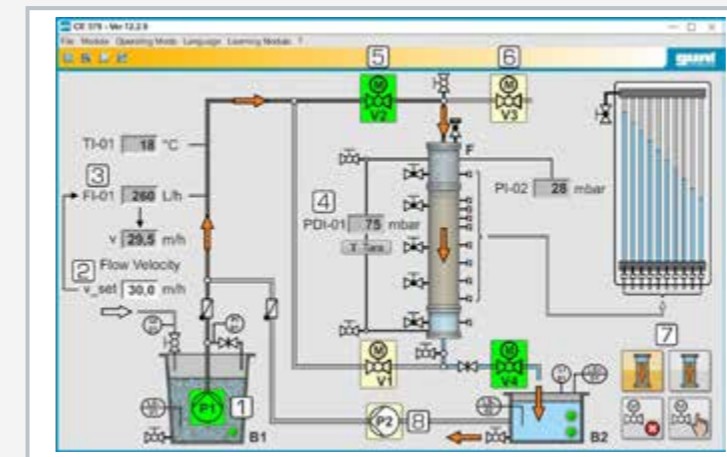 CE 579 - Ver 12.2.0
File Module Operating Mode Language Learning Module ?
gunt
5
6
M
V2
M
V3
TI-01 18 °C
F
3
FI-01 260 L/h
4
PDI-01 75 mbar
PI-02 28 mbar
v 29,5 m/h
2
Flow Velocity
v_set 30,0 m/h
7
M
V1
M
V4
P1
1
B1
P2
8
B2
M
M